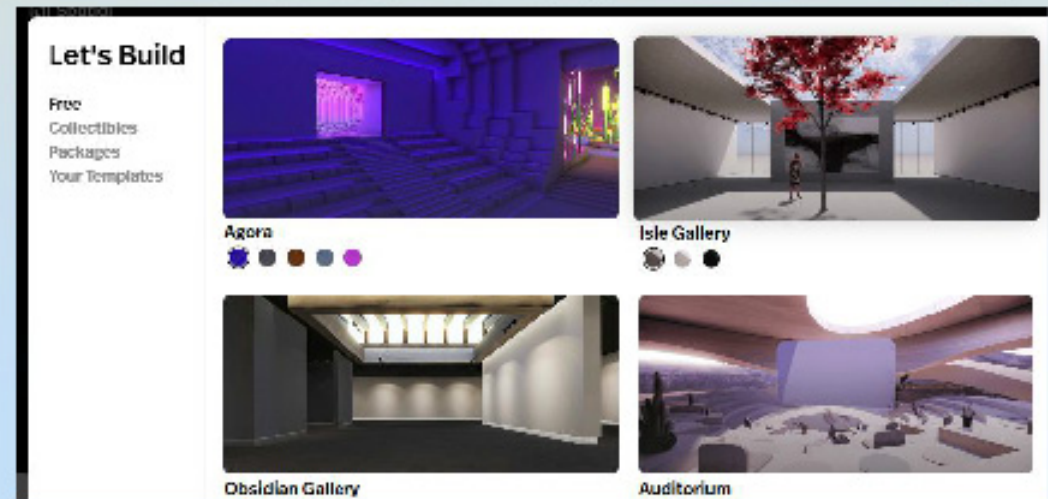 Let's Build
Free
Collectibles
Packages
Your Templates
Agora
Isle Gallery
Obsidian Gallery
Auditorium